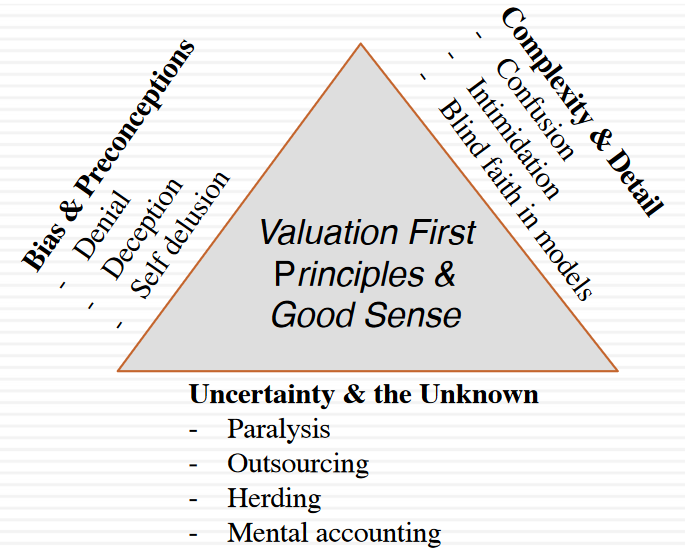 Bias & Preconceptions
- Denial
- Deception
- Self delusion
Complexity & Detail
- Confusion
- Intimidation
- Blind faith in models
Valuation First
Principles &
Good Sense
Uncertainty & the Unknown
- Paralysis
- Outsourcing
- Herding
- Mental accounting